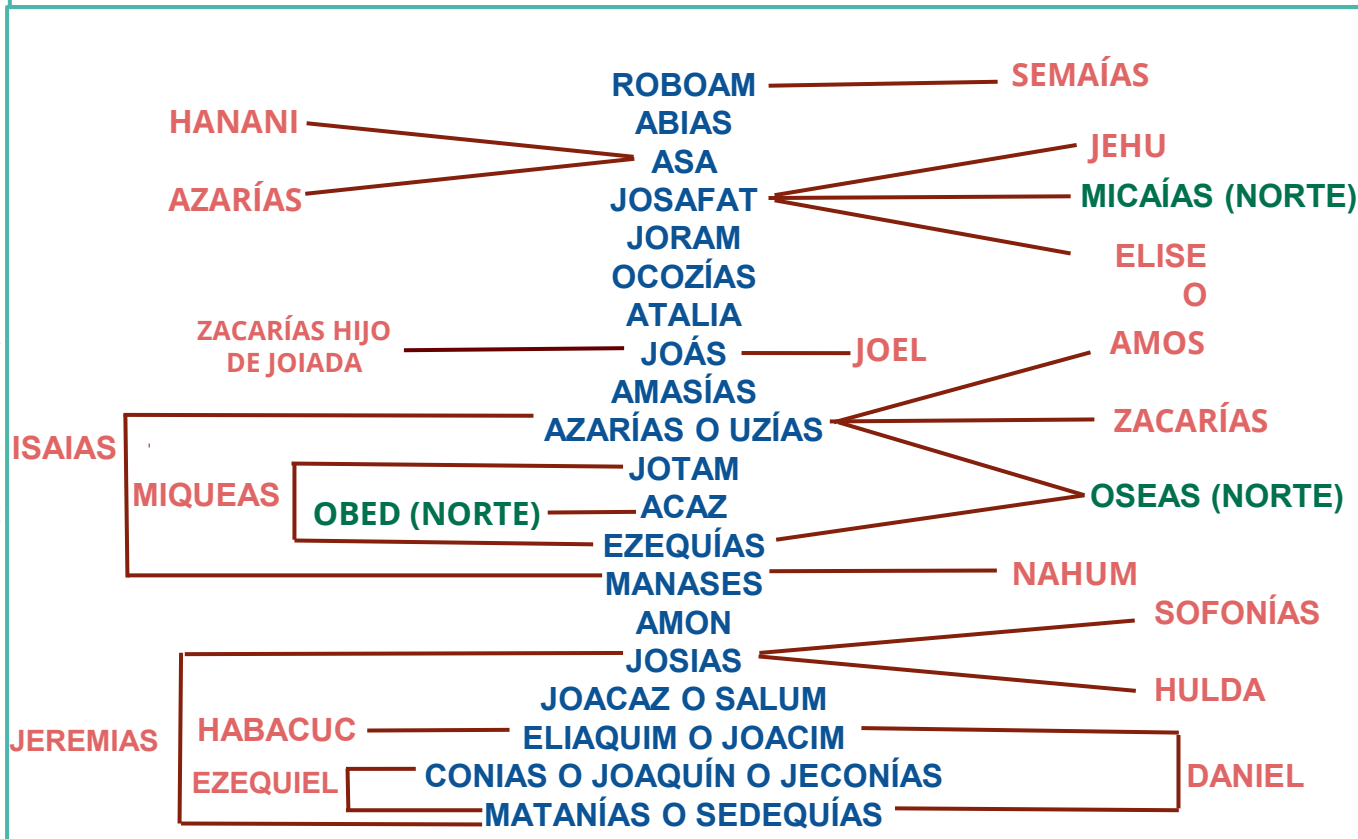 ROBOAM
SEMAÍAS
HANANI
ABIAS
ASA
JEHU
AZARÍAS
JOSAFAT
MICAÍAS (NORTE)
JORAM
ELISE
O
OCOZÍAS
ATALIA
ZACARÍAS HIJO
DE JOIADA
JOÁS
JOEL
AMOS
AMASÍAS
AZARÍAS O UZÍAS
ZACARÍAS
ISAIAS
JOTAM
MIQUEAS
OBED (NORTE)
ACAZ
OSEAS (NORTE)
EZEQUÍAS
MANASES
NAHUM
AMON
SOFONÍAS
JOSIAS
JOACAZ O SALUM
HULDA
JEREMIAS
HABACUC
ELIAQUIM O JOACIM
EZEQUIEL
CONIAS O JOAQUÍN O JECONÍAS
DANIEL
MATANÍAS O SEDEQUÍAS